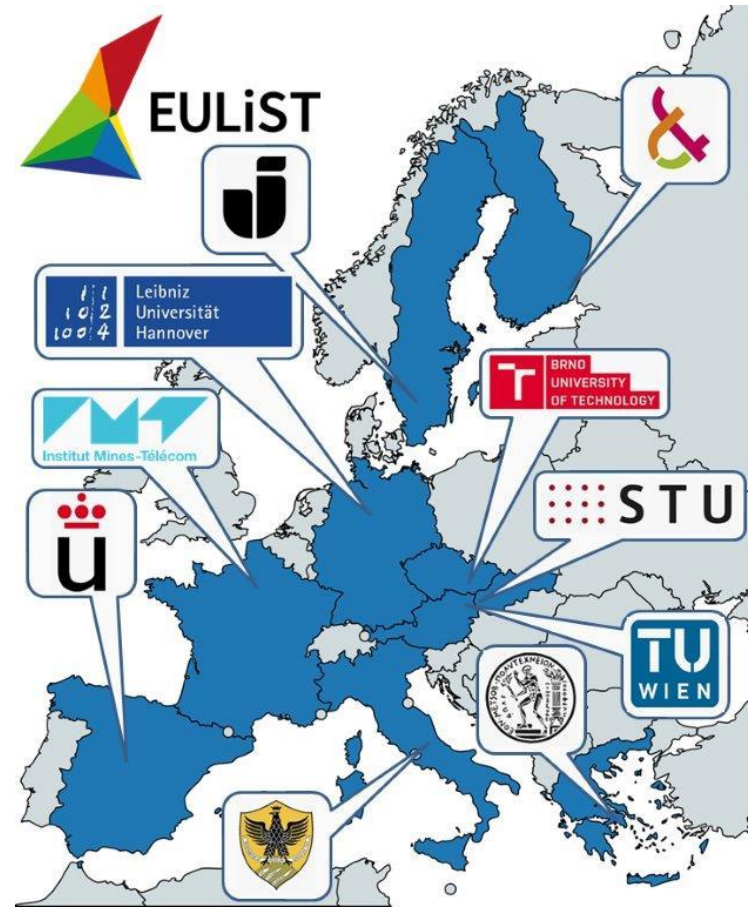 EULiST
Leibniz
Universität
Hannover
BRNO
UNIVERSITY
OF TECHNOLOGY
Institut Mines-Télécom
STU
u
TU
WIEN